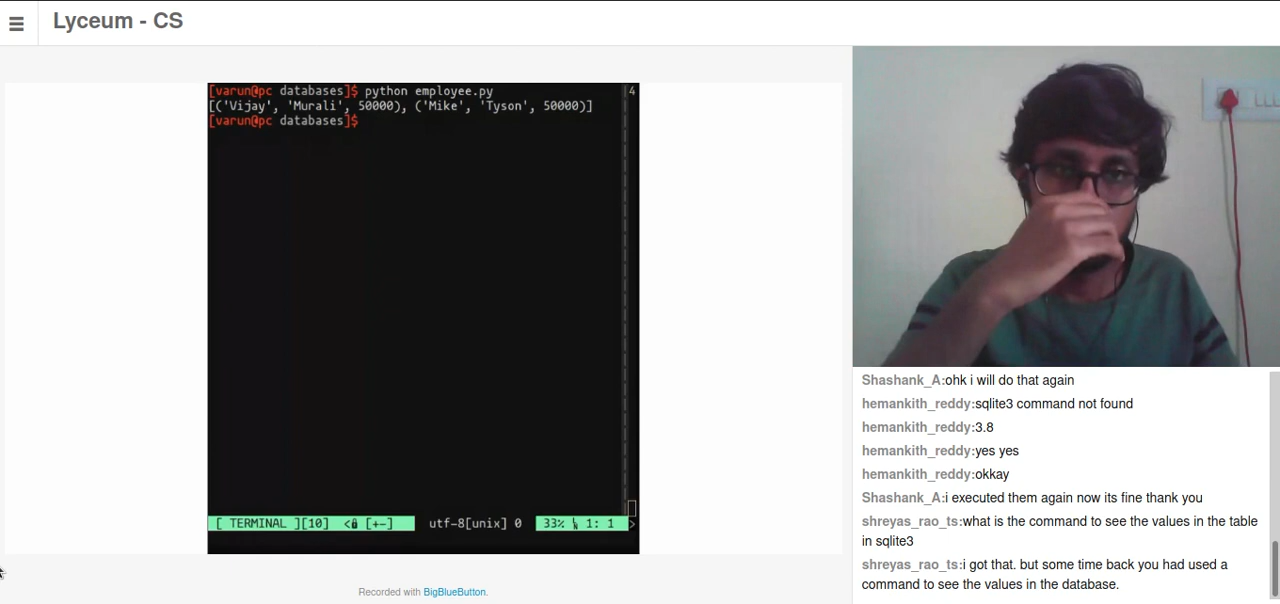 Lyceum - CS
[varun@pc databases]$ python employee.py
[('Vijay', 'Murali', 50000), ('Mike', 'Tyson', 50000)]
[varun@pc databases]$
4
[ TERMINAL ][10] < [+-] utf-8[unix] 0 33% 1: 1 >
Recorded with BigBlueButton.
Shashank_A:ohk i will do that again
hemankith_reddy:sqlite3 command not found
hemankith_reddy:3.8
hemankith_reddy:yes yes
hemankith_reddy:okkay
Shashank_A:i executed them again now its fine thank you
shreyas_rao_ts:what is the command to see the values in the table
in sqlite3
shreyas_rao_ts:i got that. but some time back you had used a
command to see the values in the database.